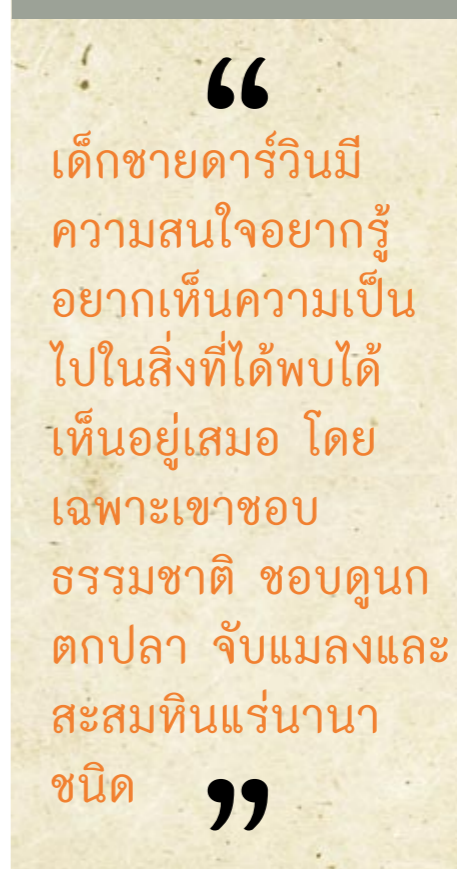 “
เด็กชายดาร์วินมี
ความสนใจอยากรู้
อยากเห็นความเป็น
ไปในสิ่งที่ได้พบได้
เห็นอยู่เสมอ โดย
เฉพาะเขาชอบ
ธรรมชาติ ชอบดูนก
ตกปลา จับแมลงและ
สะสมหินแร่นานา
ชนิด ”